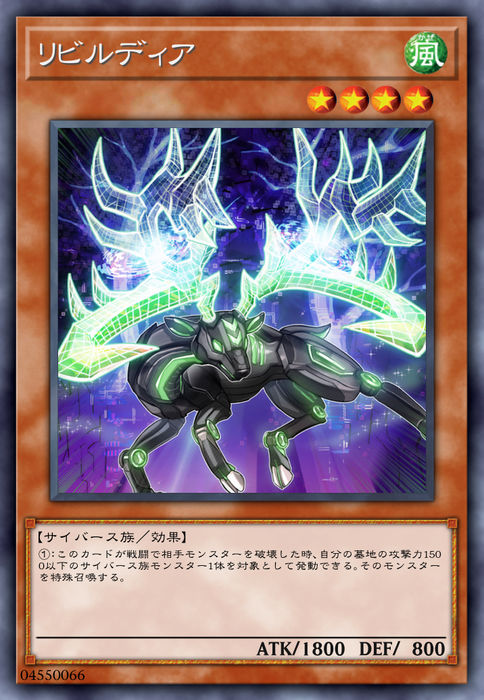 リビルディア
かぜ
風
【サイバース族／効果】
①:このカードが戦闘で相手モンスターを破壊した時、自分の墓地の攻撃力150
0以下のサイバース族モンスター1体を対象として発動できる。そのモンスター
を特殊召喚する。
ATK/1800 DEF/ 800
04550066